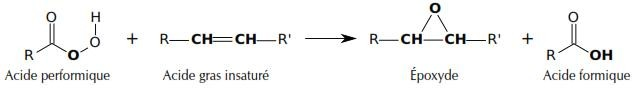 O H O O
R O O + R—CH=CH—R' → R—CH—CH—R' + R OH
Acide performique Acide gras insaturé Époxyde Acide formique